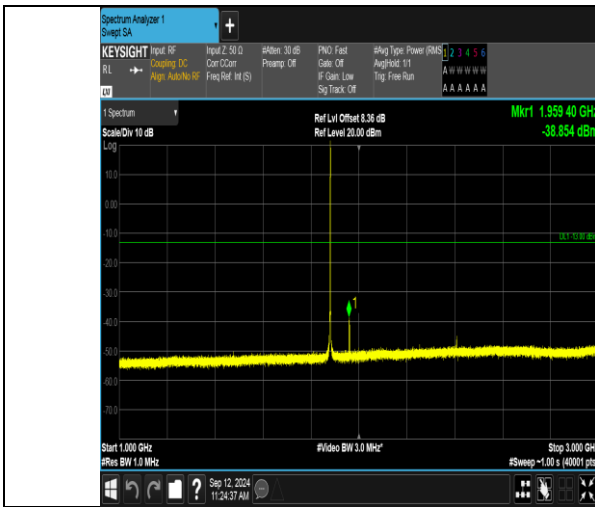 Spectrum Analyzer 1
Swept SA
+
KEYSIGHT
RL
LXI
Input: RF
Coupling: DC
Align: Auto/No RF
Input Z: 50 Ω
Corr CCorr
Freq Ref: Int (S)
#Atten: 30 dB
Preamp: Off
PNO: Fast
Gate: Off
IF Gain: Low
Sig Track: Off
#Avg Type: Power (RMS
Avg|Hold: 1/1
Trig: Free Run
1 2 3 4 5 6
A W W W W W
A A A A A A
1 Spectrum
Scale/Div 10 dB
Log
Ref Lvl Offset 8.36 dB
Ref Level 20.00 dBm
Mkr1 1.959 40 GHz
-38.854 dBm
10.0
0.00
-10.0
-20.0
-30.0
-40.0
-50.0
-60.0
-70.0
DL1 -13.00 dBm
1
Start 1.000 GHz
#Res BW 1.0 MHz
#Video BW 3.0 MHz*
Stop 3.000 GHz
#Sweep ~1.00 s (40001 pts)
?
Sep 12, 2024
11:24:37 AM